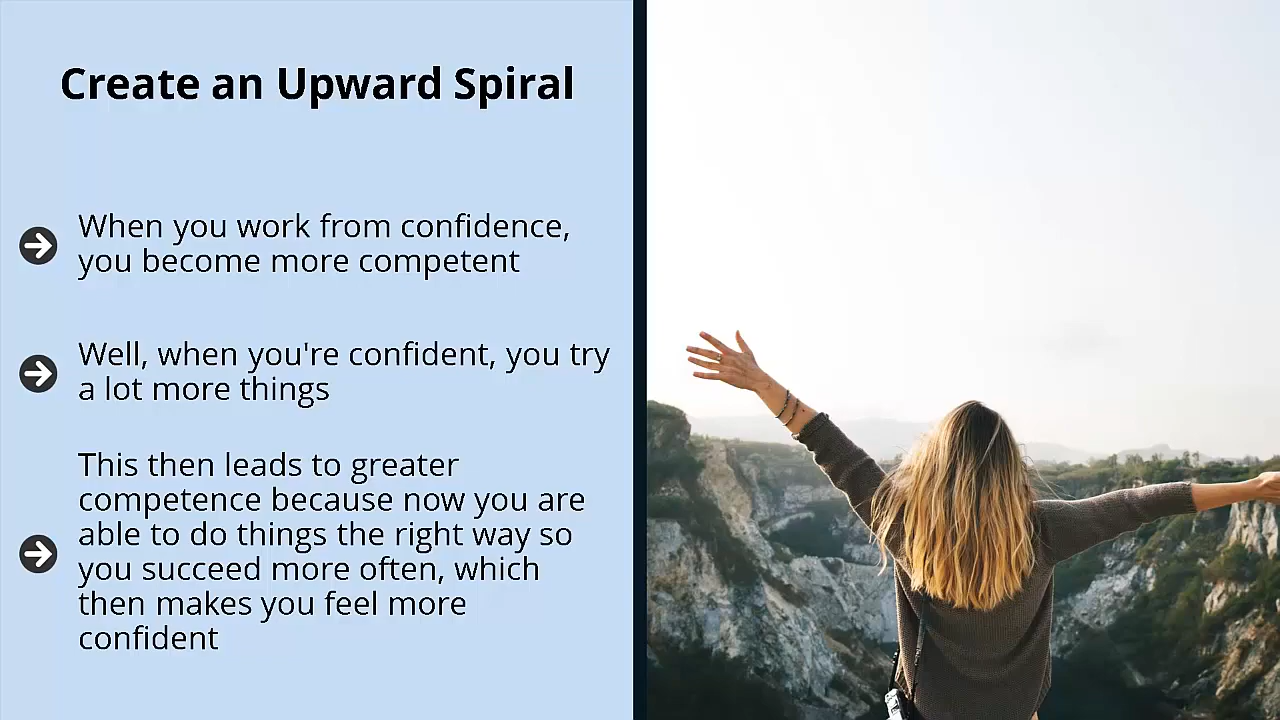 Create an Upward Spiral
When you work from confidence,
you become more competent
Well, when you're confident, you try
a lot more things
This then leads to greater
competence because now you are
able to do things the right way so
you succeed more often, which
then makes you feel more
confident